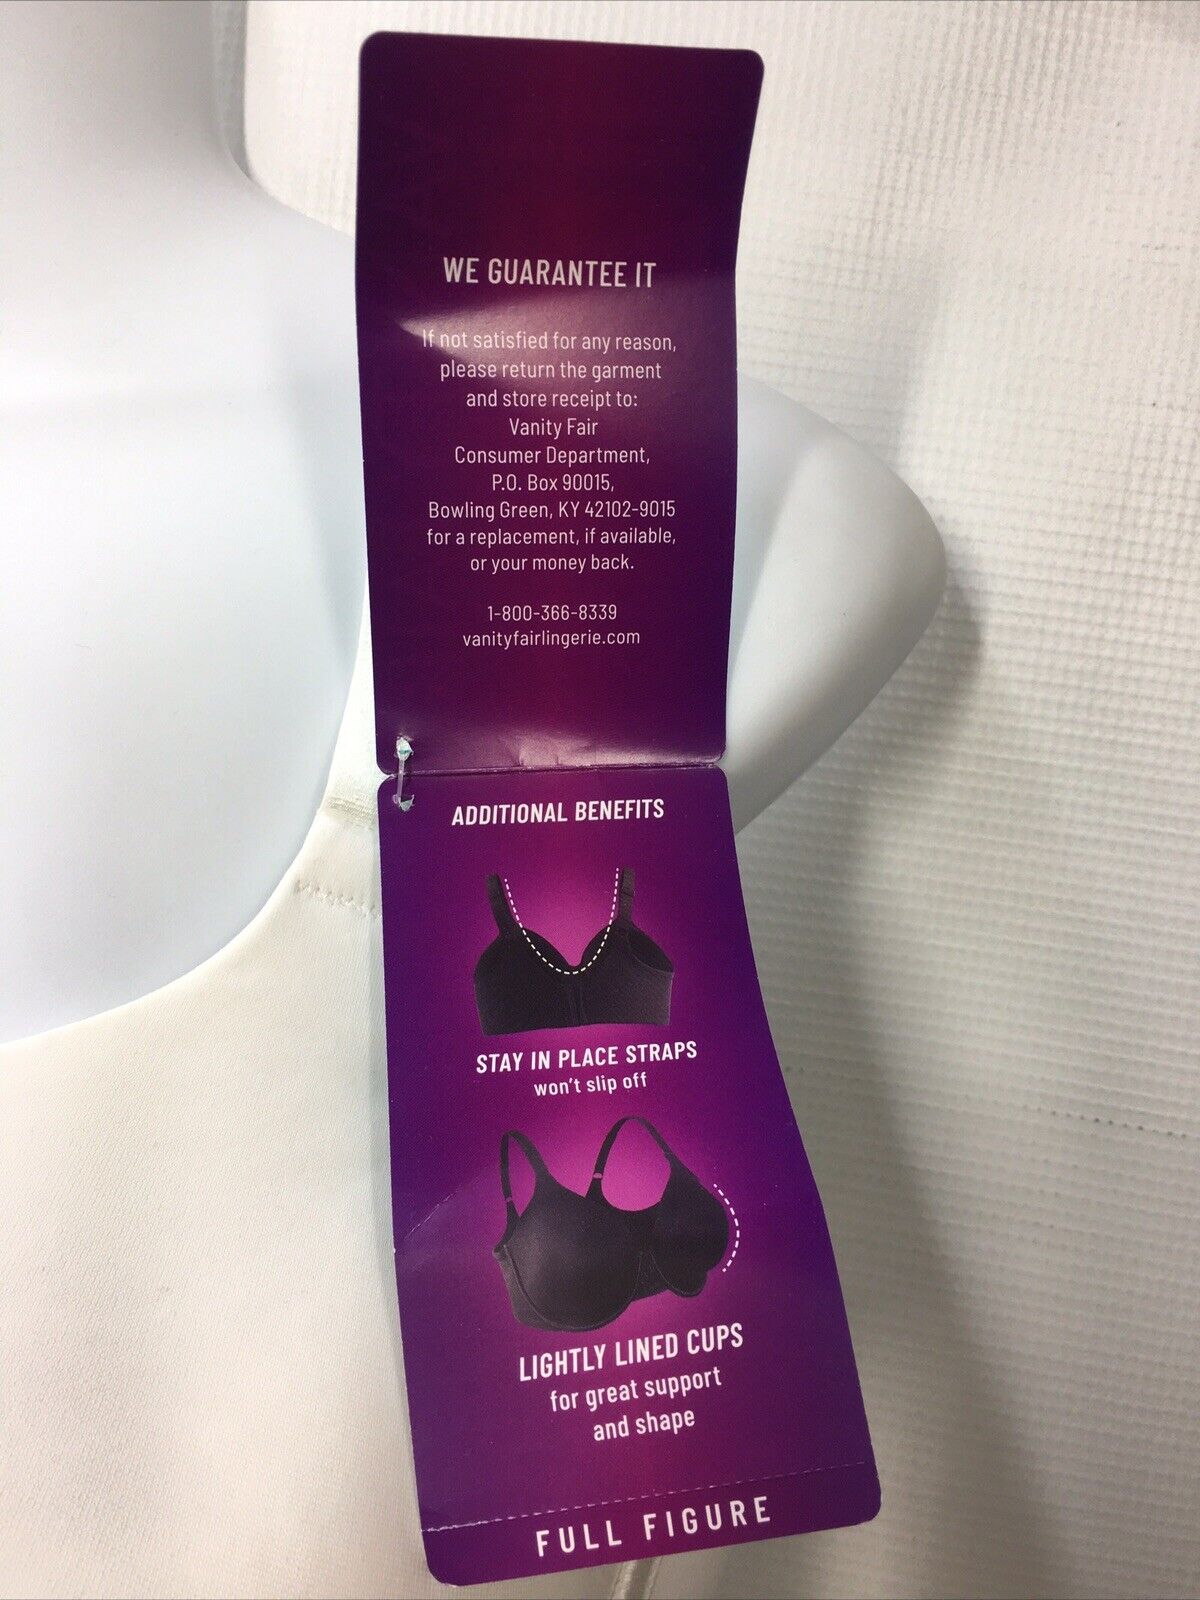 WE GUARANTEE IT
If not satisfied for any reason,
please return the garment
and store receipt to:
Vanity Fair
Consumer Department,
P.O. Box 90015,
Bowling Green, KY 42102-9015
for a replacement, if available,
or your money back.
1-800-366-8339
vanityfairlingerie.com
ADDITIONAL BENEFITS
STAY IN PLACE STRAPS
won't slip off
LIGHTLY LINED CUPS
for great support
and shape
FULL FIGURE